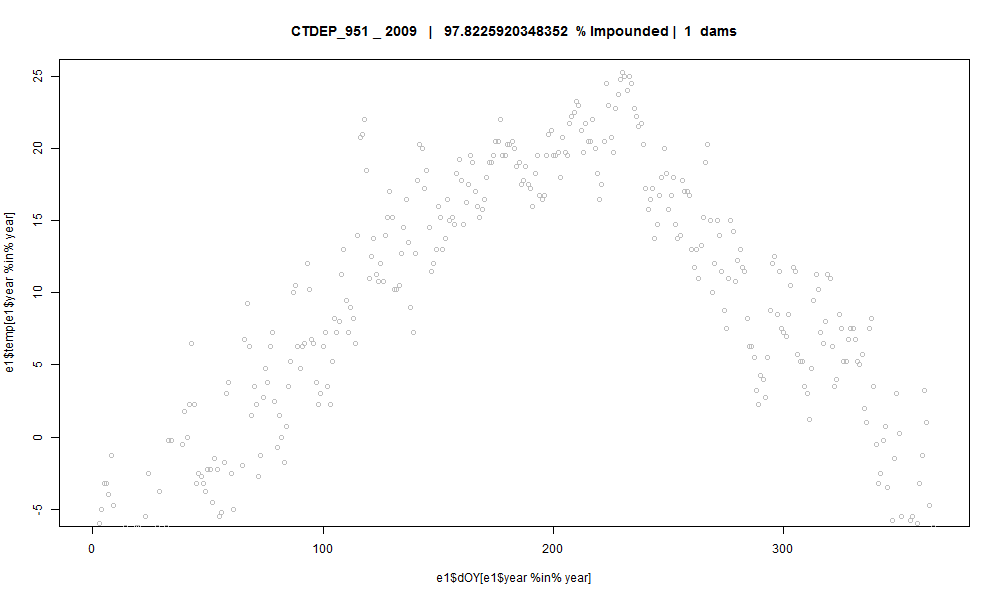 CTDEP_951 _ 2009 | 97.8225920348352 % Impounded | 1 dams
e1$temp[e1$year %in% year]
25
20
15
10
5
0
-5
0 100 200 300
e1$dOY[e1$year %in% year]